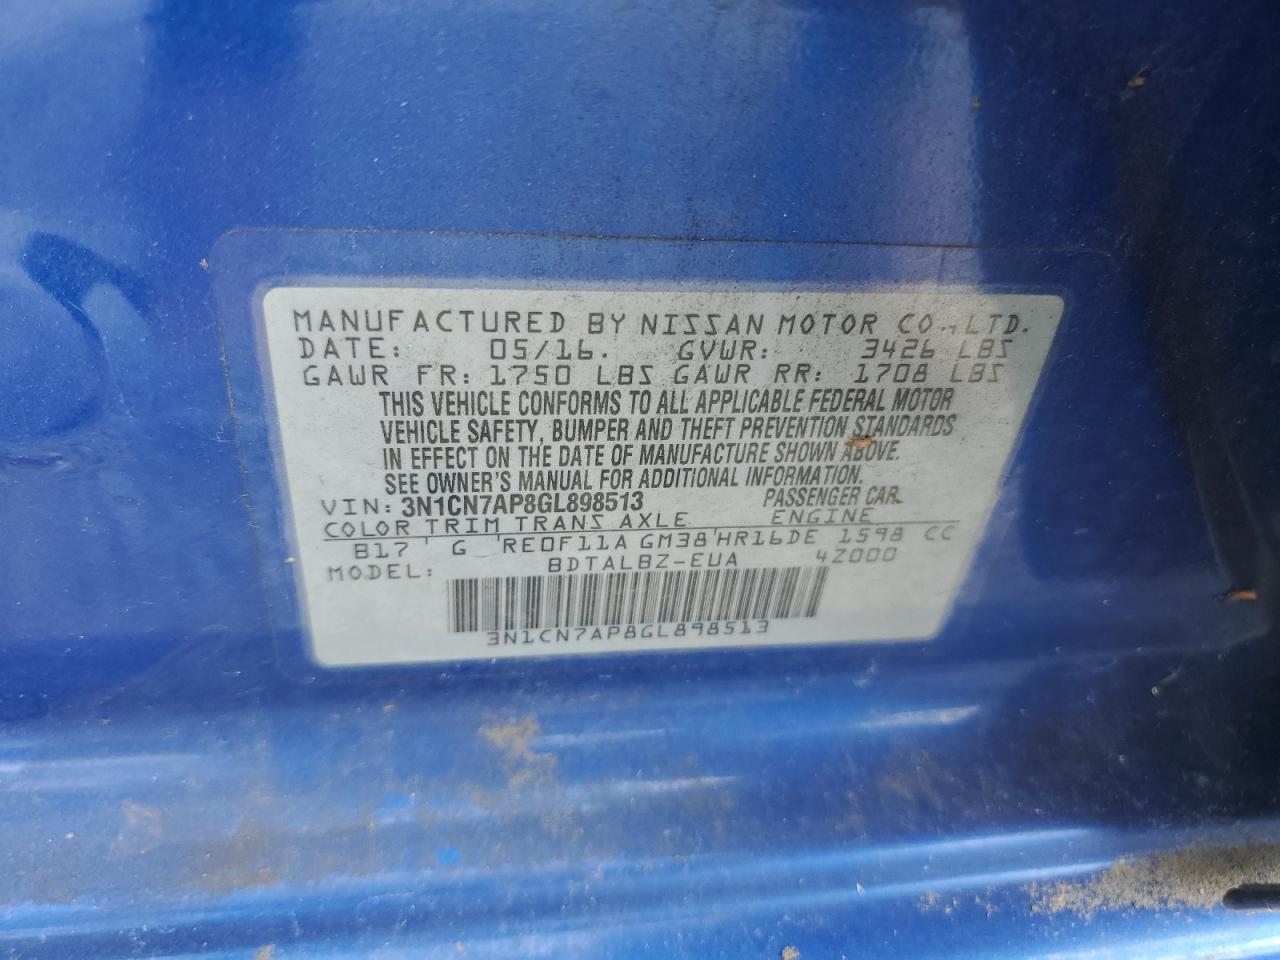 MANUFACTURED BY NISSAN MOTOR CO.,LTD.
DATE: 05/16. GVWR: 3426 LBS
GAWR FR: 1750 LBS GAWR RR: 1708 LBS
THIS VEHICLE CONFORMS TO ALL APPLICABLE FEDERAL MOTOR
VEHICLE SAFETY, BUMPER AND THEFT PREVENTION STANDARDS
IN EFFECT ON THE DATE OF MANUFACTURE SHOWN ABOVE.
SEE OWNER'S MANUAL FOR ADDITIONAL INFORMATION.
VIN: 3N1CN7AP8GL898513 PASSENGER CAR
COLOR TRIM TRANS AXLE ENGINE
B17 G RE0F11A GM38 HR16DE 1598 CC
MODEL: BDTALBZ-EUA 4Z000
3N1CN7AP8GL898513